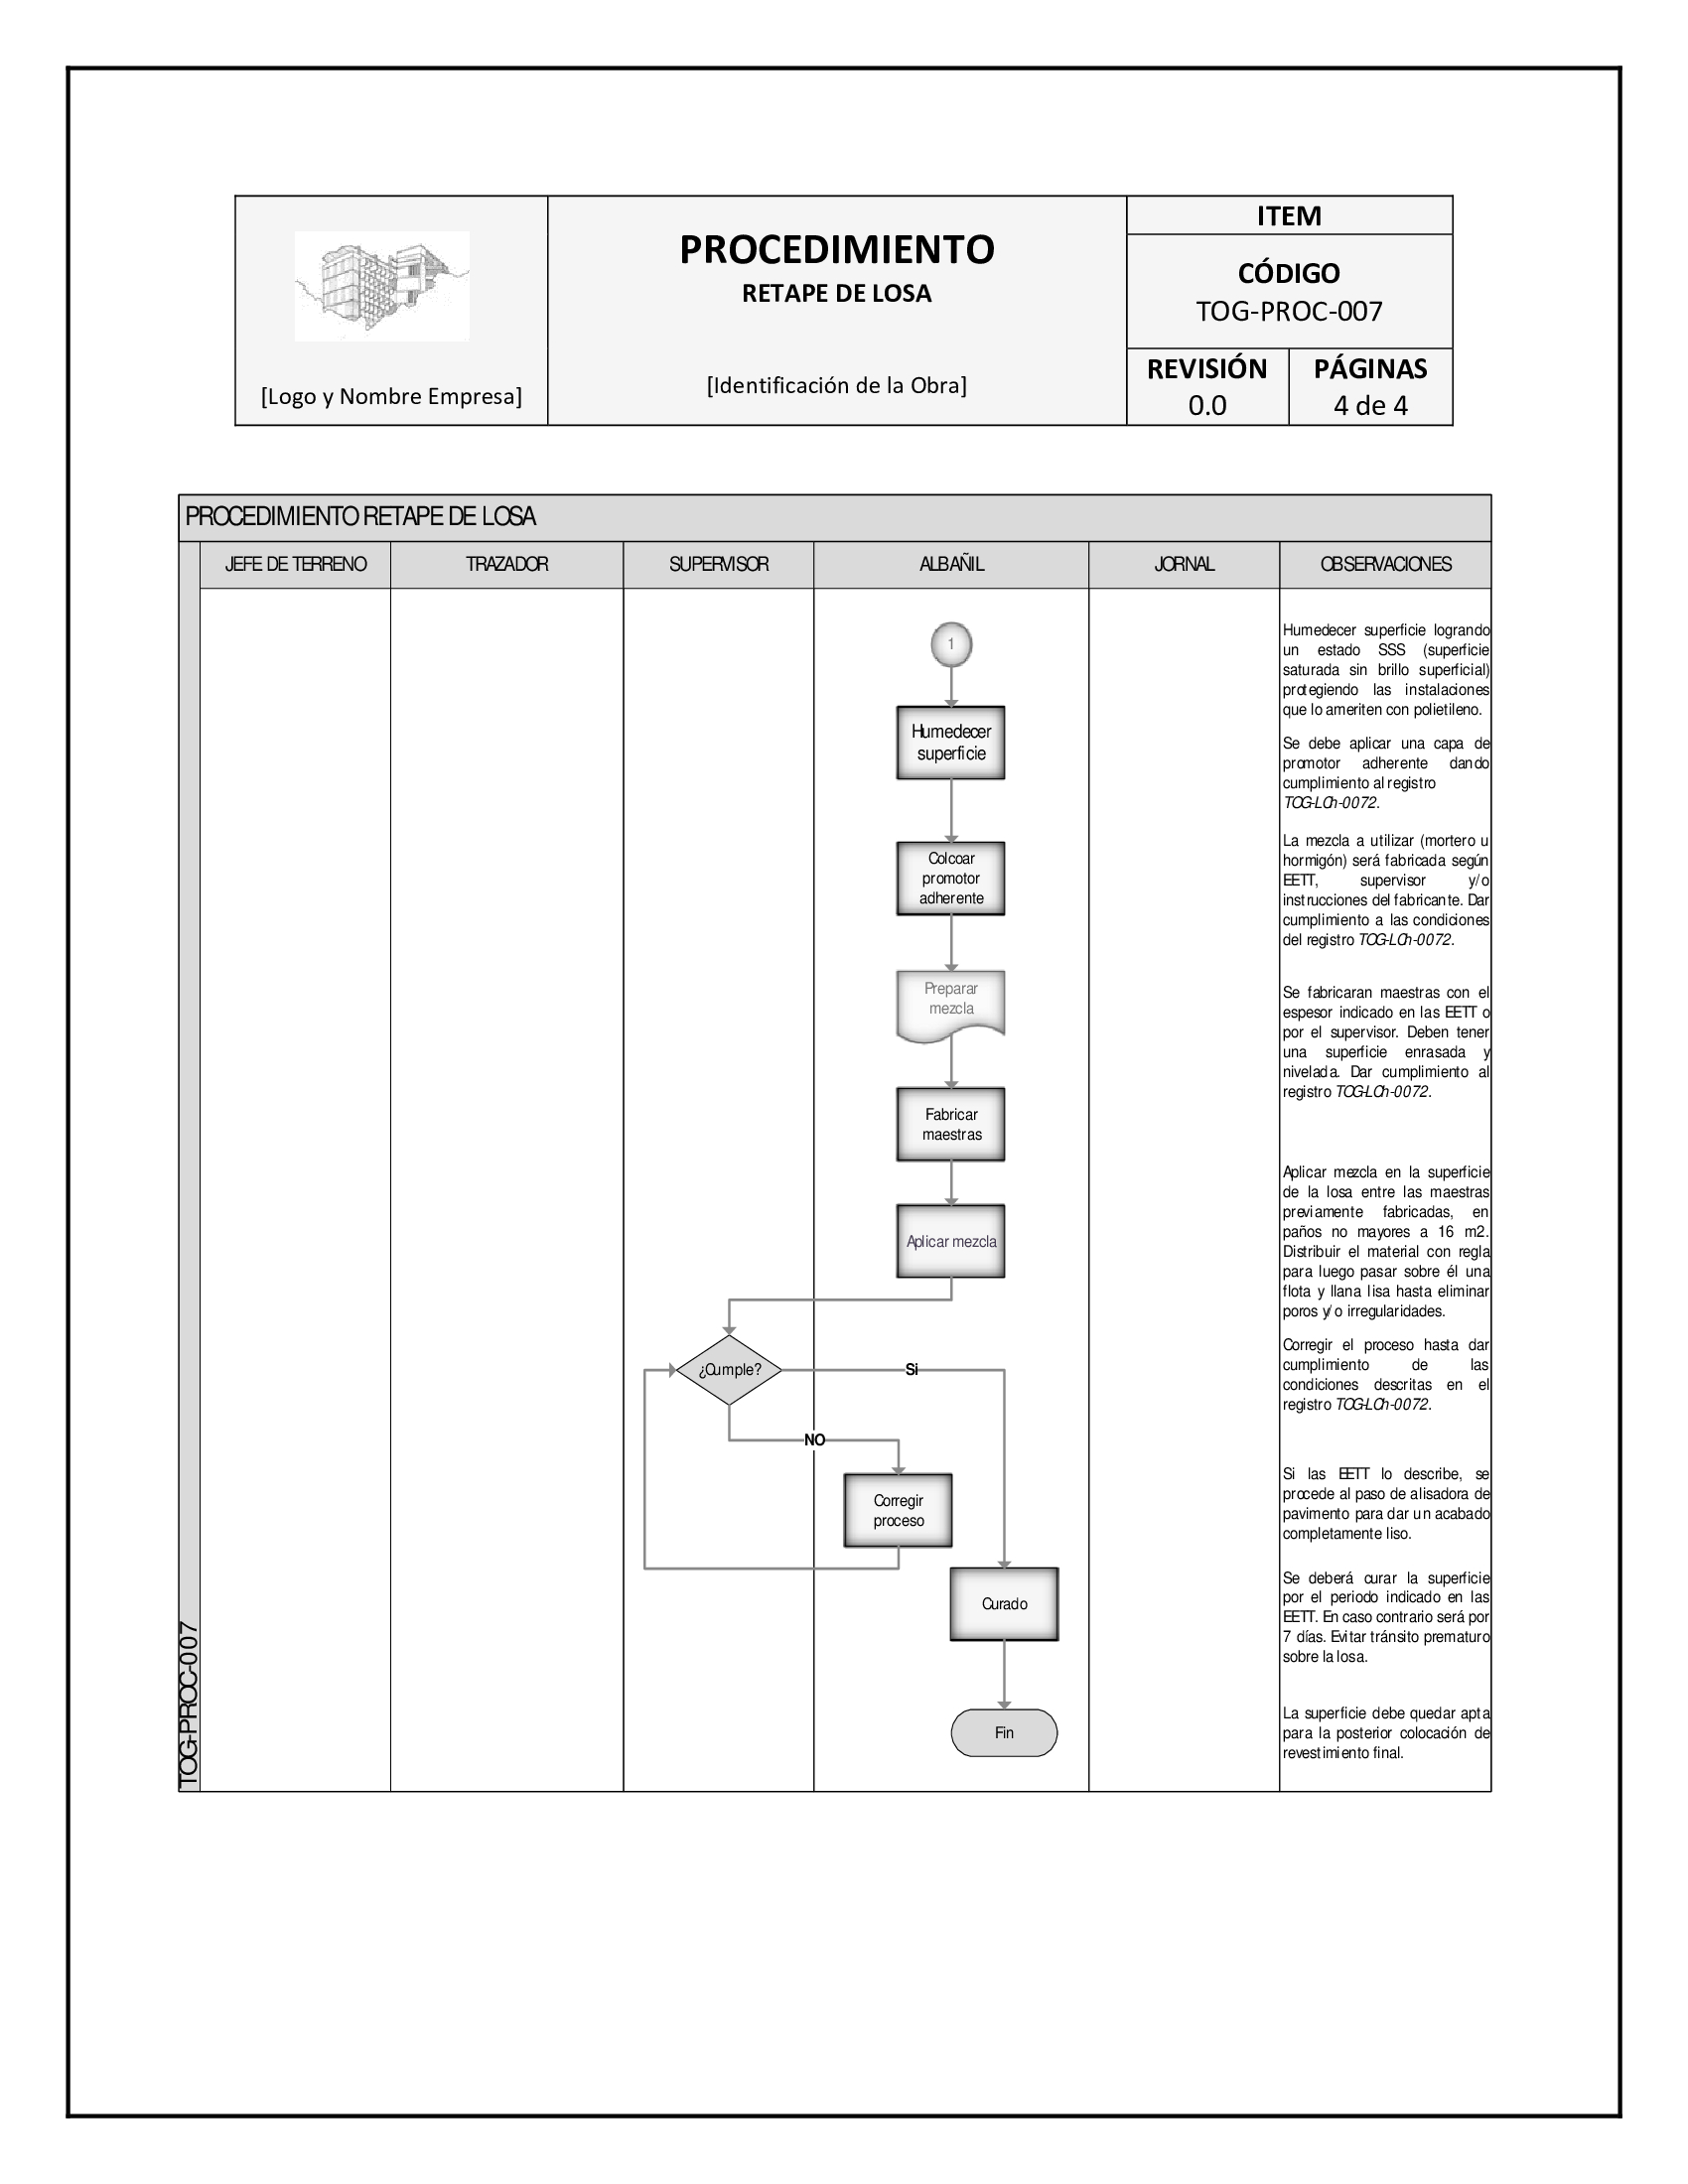 [Logo y Nombre Empresa]
PROCEDIMIENTO
RETAPE DE LOSA
[Identificación de la Obra]
ITEM
CÓDIGO
TOG-PROC-007
REVISIÓN
0.0
PÁGINAS
4 de 4
PROCEDIMIENTO RETAPE DE LOSA
JEFE DE TERRENO
TRAZADOR
SUPERVISOR
ALBAÑIL
JORNAL
OBSERVACIONES
TOG-PROC-007
1
Humedecer
superficie
Colcoar
promotor
adherente
Preparar
mezcla
Fabricar
maestras
Aplicar mezcla
¿Cumple?
Si
NO
Corregir
proceso
Curado
Fin
Humedecer superficie logrando
un estado SSS (superficie
saturada sin brillo superficial)
protegiendo las instalaciones
que lo ameriten con polietileno.
Se debe aplicar una capa de
promotor adherente dando
cumplimiento al registro
TOG-LCh-0072.
La mezcla a utilizar (mortero u
hormigón) será fabricada según
EETT, supervisor y/o
instrucciones del fabricante. Dar
cumplimiento a las condiciones
del registro TOG-LCh-0072.
Se fabricaran maestras con el
espesor indicado en las EETT o
por el supervisor. Deben tener
una superficie enrasada y
nivelada. Dar cumplimiento al
registro TOG-LCh-0072.
Aplicar mezcla en la superficie
de la losa entre las maestras
previamente fabricadas, en
paños no mayores a 16 m2.
Distribuir el material con regla
para luego pasar sobre él una
flota y llana lisa hasta eliminar
poros y/o irregularidades.
Corregir el proceso hasta dar
cumplimiento de las
condiciones descritas en el
registro TOG-LCh-0072.
Si las EETT lo describe, se
procede al paso de alisadora de
pavimento para dar un acabado
completamente liso.
Se deberá curar la superficie
por el periodo indicado en las
EETT. En caso contrario será por
7 días. Evitar tránsito prematuro
sobre la losa.
La superficie debe quedar apta
para la posterior colocación de
revestimiento final.